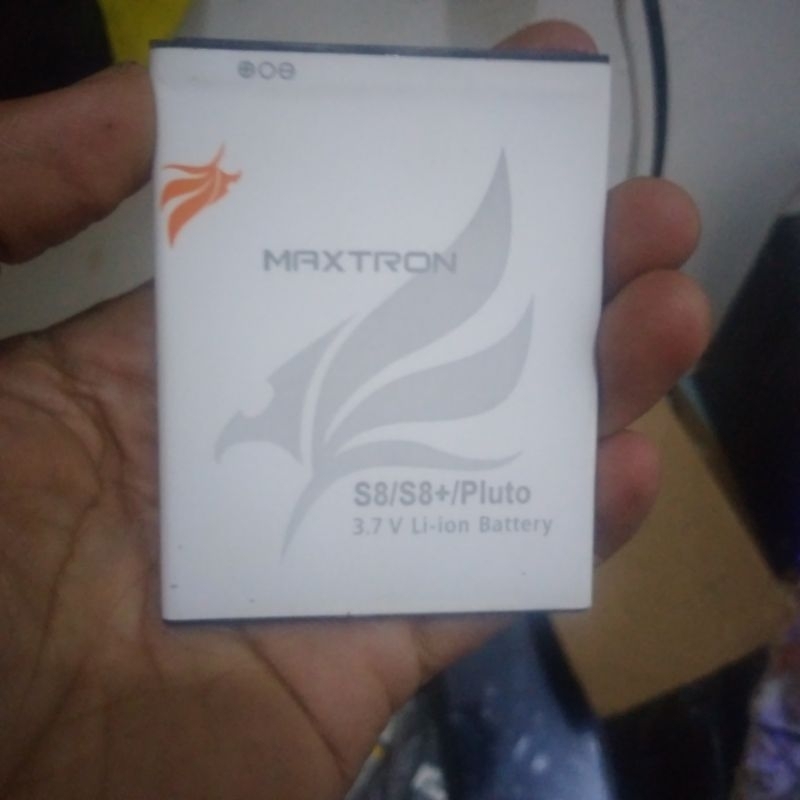 ⊕○⊖
MAXTRON
S8/S8+/Pluto
3.7 V Li-ion Battery